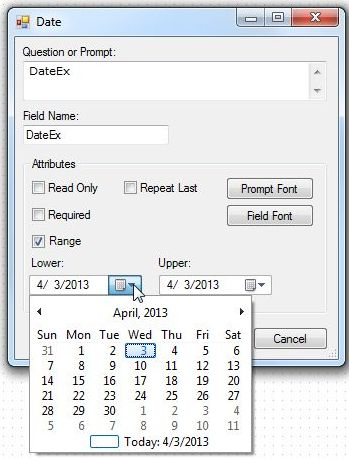 Date
Question or Prompt:
DateEx
Field Name:
DateEx
Attributes
Read Only Repeat Last Prompt Font
Required Field Font
Range
Lower: Upper:
4/ 3/2013 4/ 3/2013
April, 2013
Sun Mon Tue Wed Thu Fri Sat
31 1 2 3 4 5 6
7 8 9 10 11 12 13
14 15 16 17 18 19 20
21 22 23 24 25 26 27
28 29 30 1 2 3 4
5 6 7 8 9 10 11
Today: 4/3/2013
Cancel